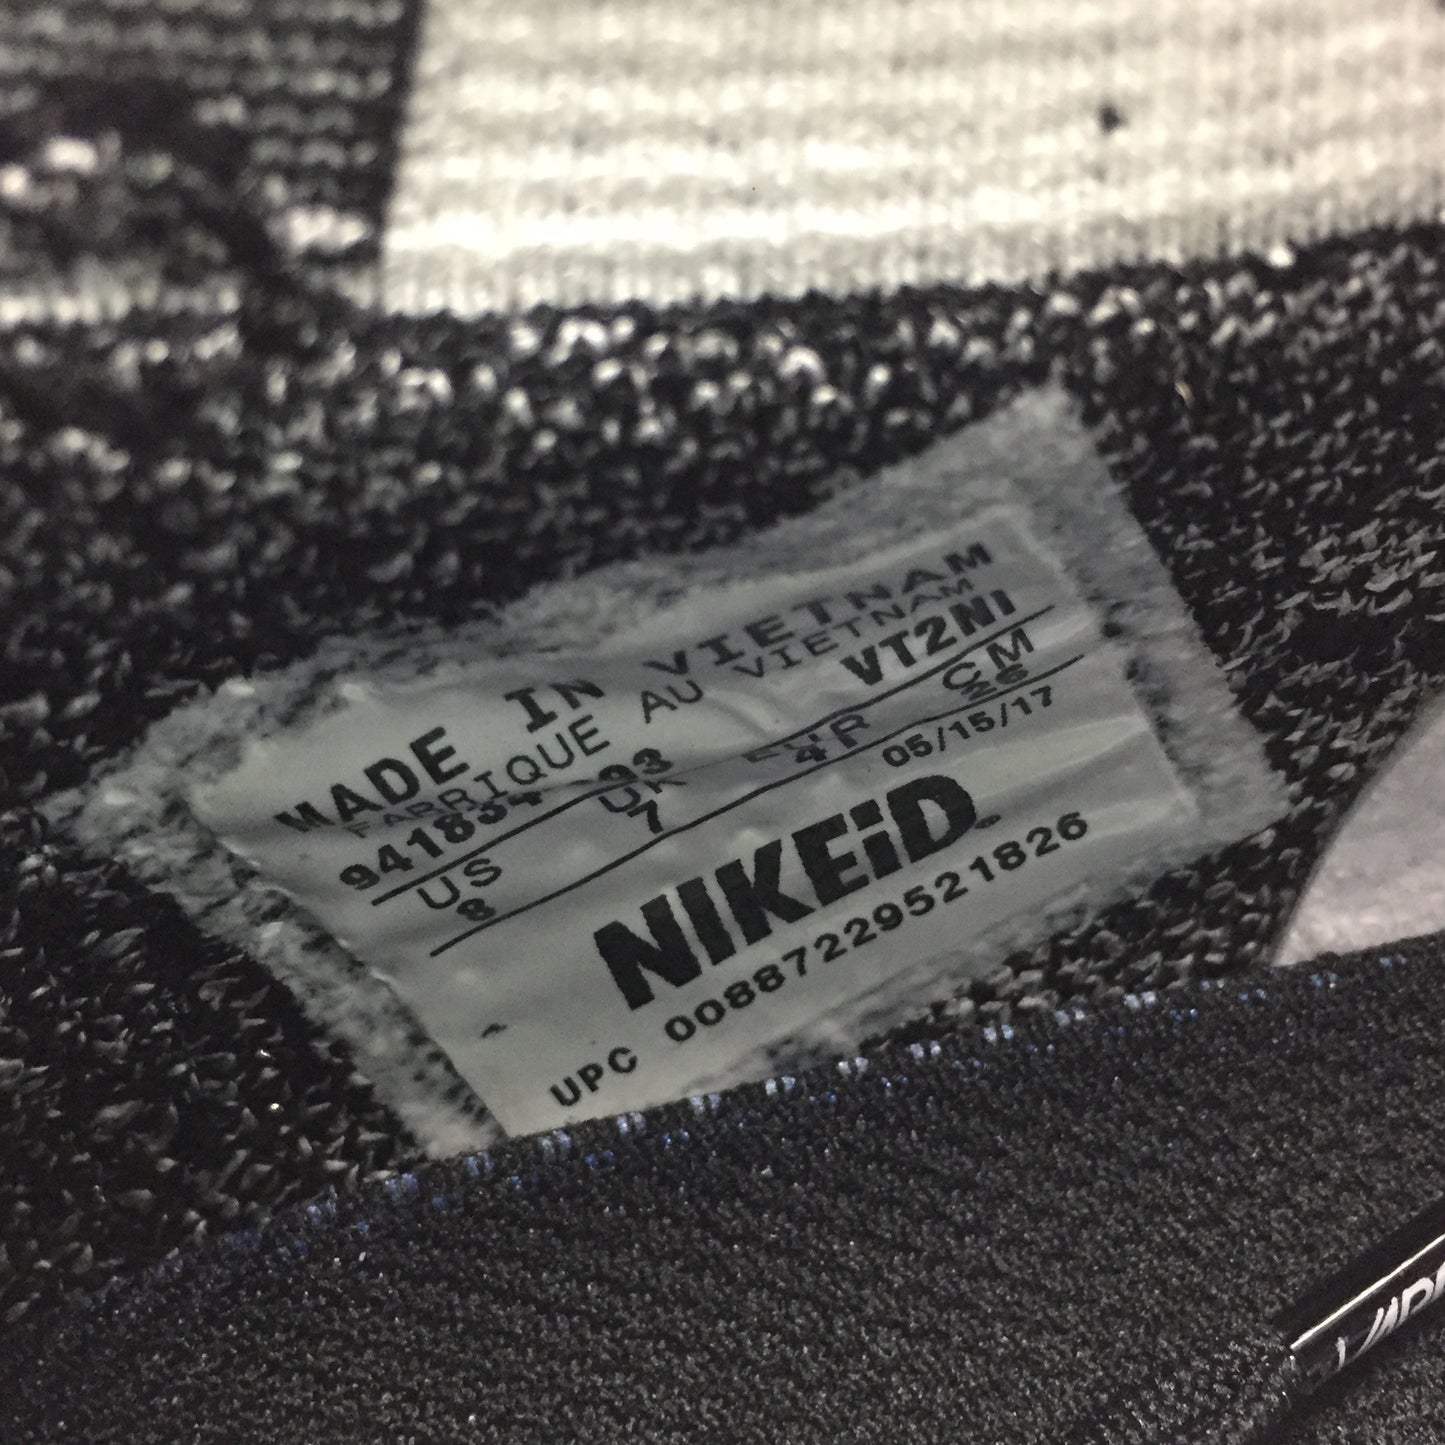 MADE IN VIETNAM
FABRIQUE AU VIETNAM
VT2NI
US UK EUR CM
8 7 26
05/15/17
NIKEiD.
UPC 00887229521826